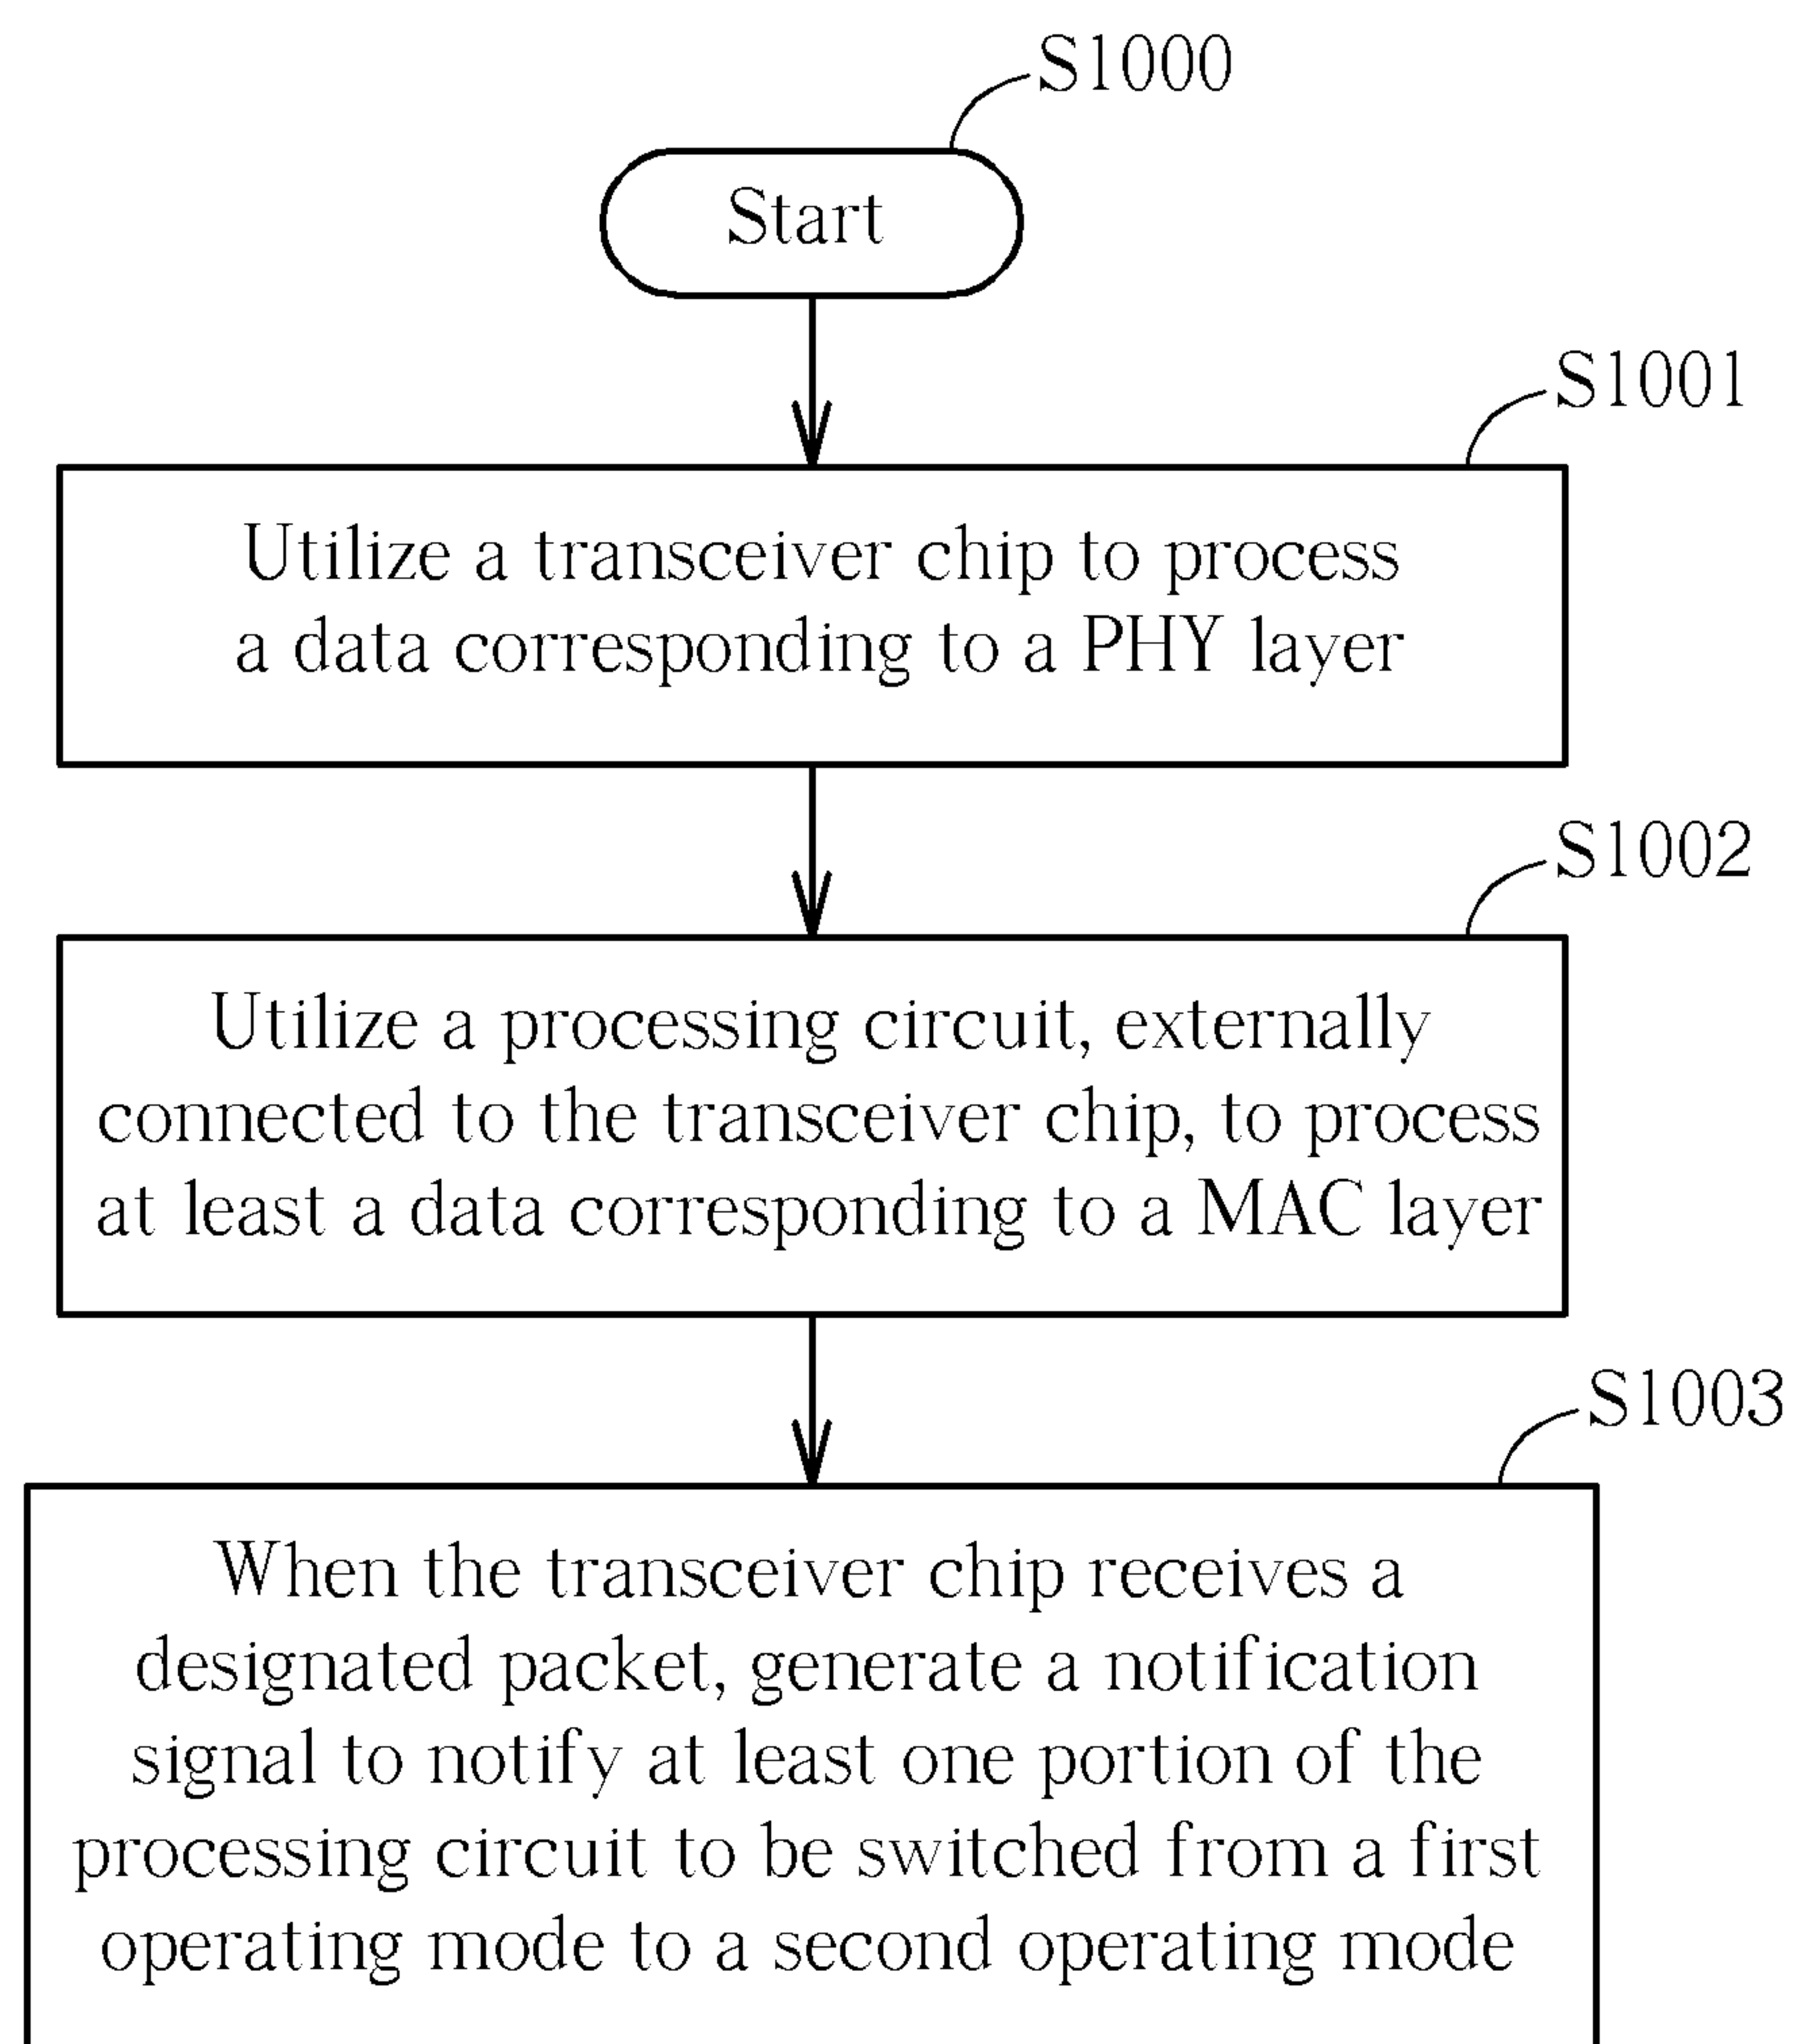 S1000
Start
S1001
Utilize a transceiver chip to process
a data corresponding to a PHY layer
S1002
Utilize a processing circuit, externally
connected to the transceiver chip, to process
at least a data corresponding to a MAC layer
S1003
When the transceiver chip receives a
designated packet, generate a notification
signal to notify at least one portion of the
processing circuit to be switched from a first
operating mode to a second operating mode